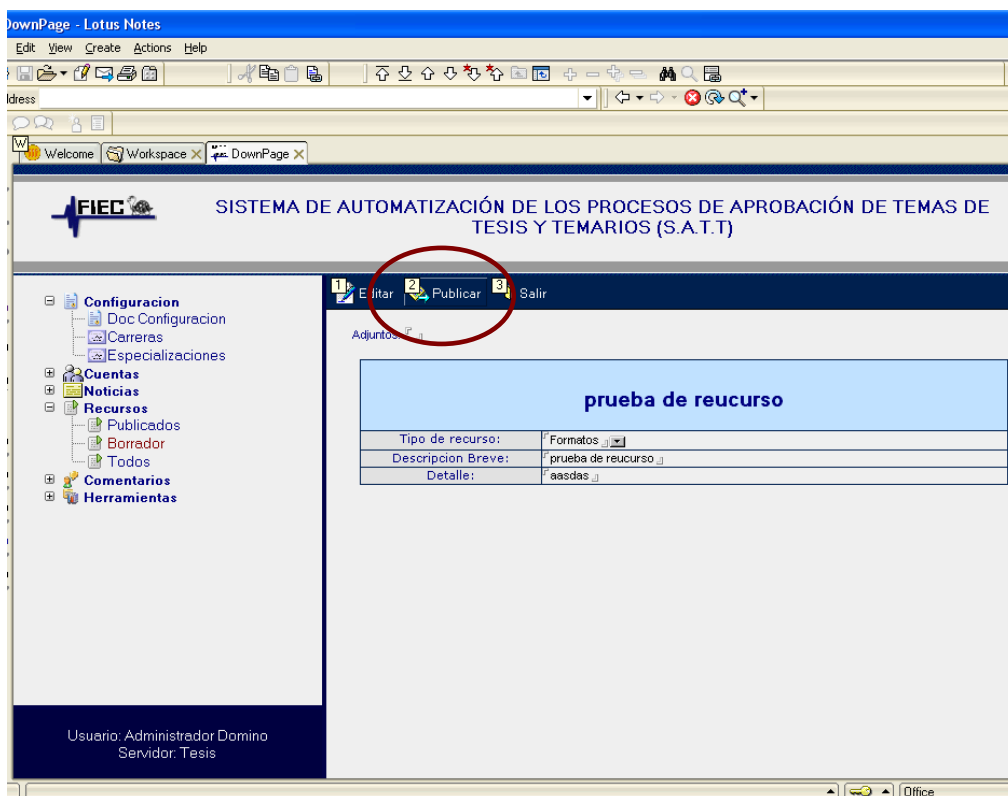 DownPage - Lotus Notes
Edit View Create Actions Help
dress
W
Welcome Workspace DownPage
FIEC
SISTEMA DE AUTOMATIZACIÓN DE LOS PROCESOS DE APROBACIÓN DE TEMAS DE
TESIS Y TEMARIOS (S.A.T.T)
1 Editar 2 Publicar 3 Salir
Adjuntos:
Configuracion
Doc Configuracion
Carreras
Especializaciones
Cuentas
Noticias
Recursos
Publicados
Borrador
Todos
Comentarios
Herramientas
prueba de reucurso
Tipo de recurso: Formatos
Descripcion Breve: prueba de reucurso
Detalle: aasdas
Usuario: Administrador Domino
Servidor: Tesis
Office